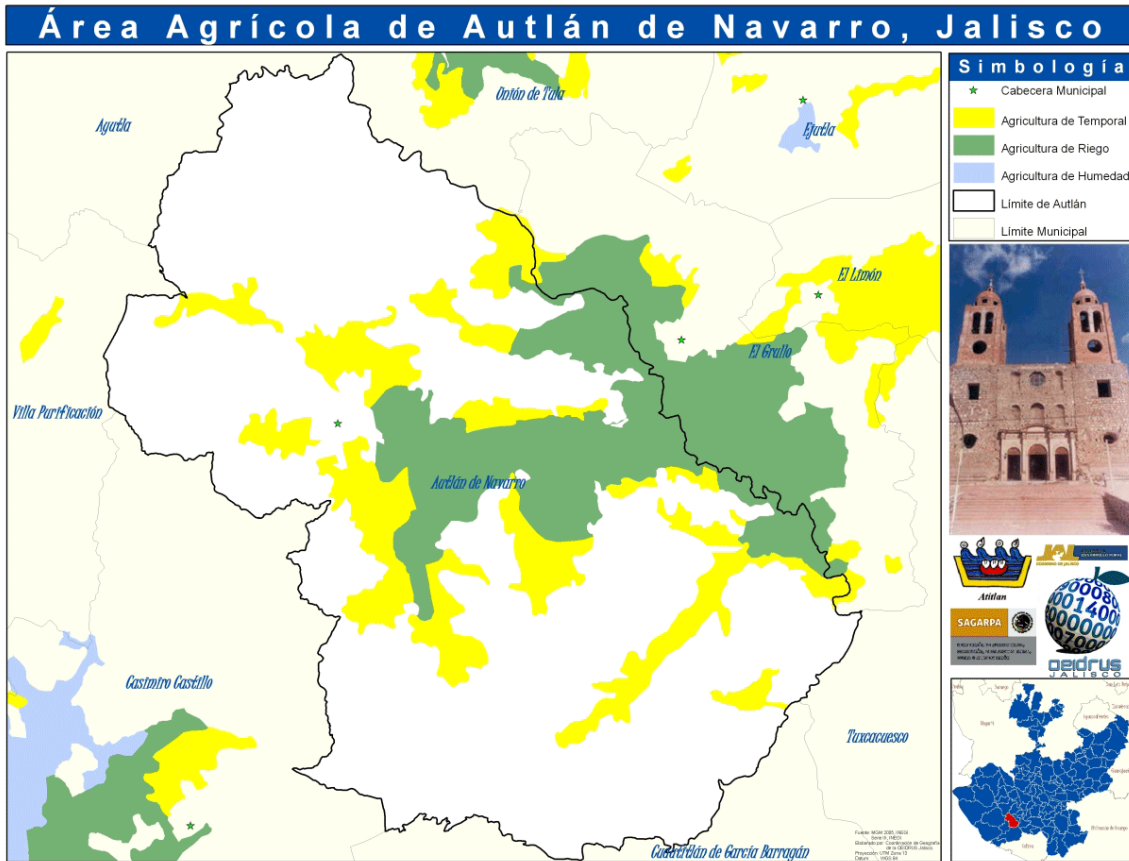 Área Agrícola de Autlán de Navarro, Jalisco
Simbología
Cabecera Municipal
Agricultura de Temporal
Agricultura de Riego
Agricultura de Humedad
Límite de Autlán
Límite Municipal
Ayutla
Unión de Tula
Ejutla
El Limón
El Grullo
Villa Purificación
Autlán de Navarro
Casimiro Castillo
Tuxcacuesco
Cuautitlán de García Barragán
Atitlan
SAGARPA
OEIDRUS
JALISCO